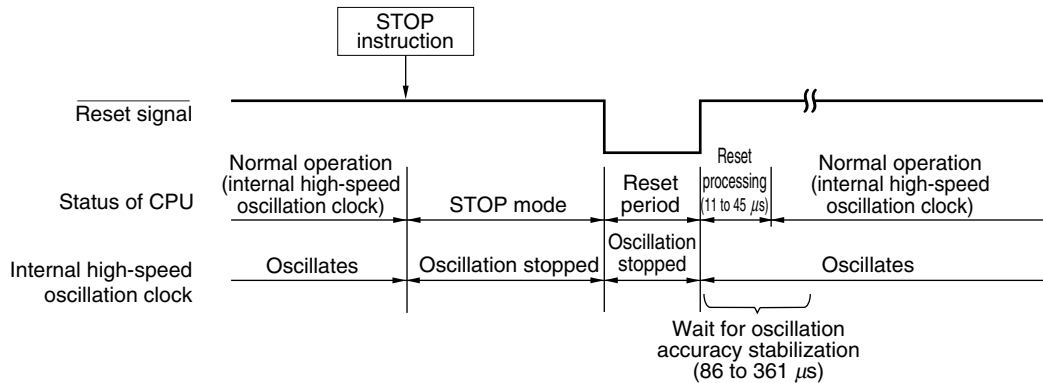 STOP
instruction
Reset signal
Normal operation
(internal high-speed
oscillation clock)
Status of CPU
STOP mode
Reset
period
Reset
processing
(11 to 45 μs)
Normal operation
(internal high-speed
oscillation clock)
Internal high-speed
oscillation clock
Oscillates
Oscillation stopped
Oscillation
stopped
Oscillates
Wait for oscillation
accuracy stabilization
(86 to 361 μs)